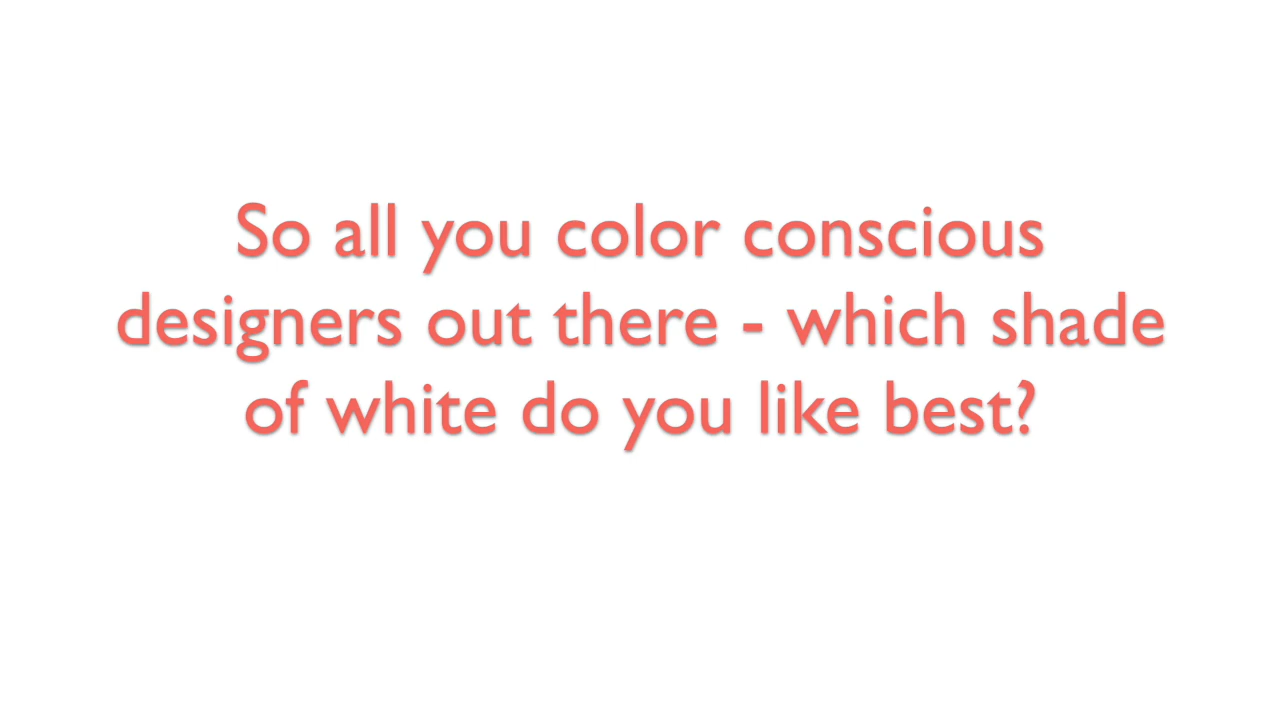 So all you color conscious
designers out there - which shade
of white do you like best?